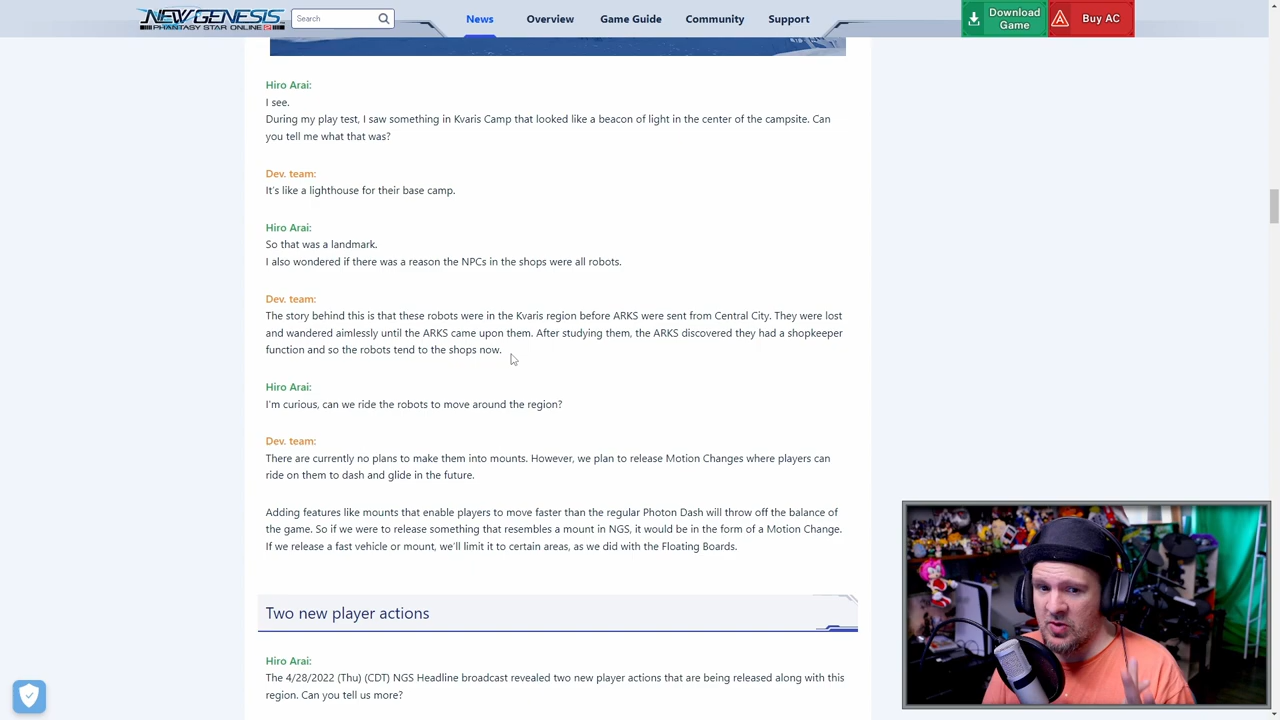 NEW GENESIS
PHANTASY STAR ONLINE 2
Search
News
Overview
Game Guide
Community
Support
Download
Game
Buy AC
Hiro Arai:
I see.
During my play test, I saw something in Kvaris Camp that looked like a beacon of light in the center of the campsite. Can
you tell me what that was?
Dev. team:
It's like a lighthouse for their base camp.
Hiro Arai:
So that was a landmark.
I also wondered if there was a reason the NPCs in the shops were all robots.
Dev. team:
The story behind this is that these robots were in the Kvaris region before ARKS were sent from Central City. They were lost
and wandered aimlessly until the ARKS came upon them. After studying them, the ARKS discovered they had a shopkeeper
function and so the robots tend to the shops now.
Hiro Arai:
I'm curious, can we ride the robots to move around the region?
Dev. team:
There are currently no plans to make them into mounts. However, we plan to release Motion Changes where players can
ride on them to dash and glide in the future.
Adding features like mounts that enable players to move faster than the regular Photon Dash will throw off the balance of
the game. So if we were to release something that resembles a mount in NGS, it would be in the form of a Motion Change.
If we release a fast vehicle or mount, we'll limit it to certain areas, as we did with the Floating Boards.
Two new player actions
Hiro Arai:
The 4/28/2022 (Thu) (CDT) NGS Headline broadcast revealed two new player actions that are being released along with this
region. Can you tell us more?